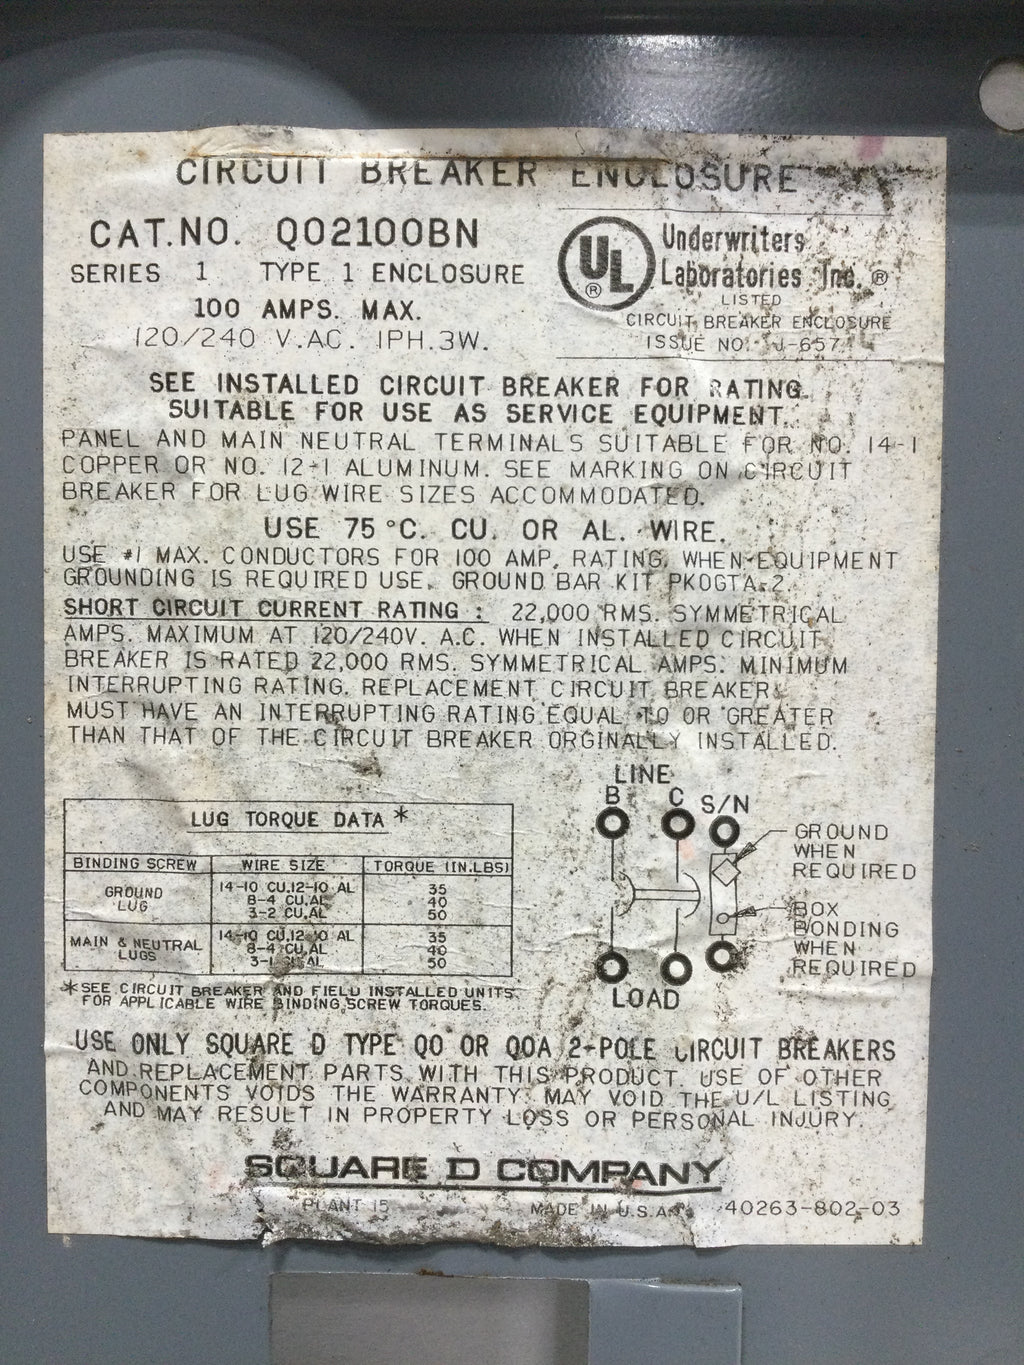 CIRCUIT BREAKER ENCLOSURE
CAT.NO. QO2100BN
SERIES 1 TYPE 1 ENCLOSURE
100 AMPS. MAX.
120/240 V.AC. 1PH.3W.
UL ®
Underwriters
Laboratories Inc. ®
LISTED
CIRCUIT BREAKER ENCLOSURE
ISSUE NO. J-657
SEE INSTALLED CIRCUIT BREAKER FOR RATING.
SUITABLE FOR USE AS SERVICE EQUIPMENT.
PANEL AND MAIN NEUTRAL TERMINALS SUITABLE FOR NO. 14-1
COPPER OR NO. 12-1 ALUMINUM. SEE MARKING ON CIRCUIT
BREAKER FOR LUG WIRE SIZES ACCOMMODATED.
USE 75 °C. CU. OR AL. WIRE.
USE #1 MAX. CONDUCTORS FOR 100 AMP. RATING. WHEN EQUIPMENT
GROUNDING IS REQUIRED USE. GROUND BAR KIT PKOGTA-2.
SHORT CIRCUIT CURRENT RATING : 22,000 RMS. SYMMETRICAL
AMPS. MAXIMUM AT 120/240V. A.C. WHEN INSTALLED CIRCUIT
BREAKER IS RATED 22,000 RMS. SYMMETRICAL AMPS. MINIMUM
INTERRUPTING RATING. REPLACEMENT CIRCUIT BREAKER
MUST HAVE AN INTERRUPTING RATING EQUAL TO OR GREATER
THAN THAT OF THE CIRCUIT BREAKER ORGINALLY INSTALLED.
LUG TORQUE DATA *
BINDING SCREW WIRE SIZE TORQUE (IN.LBS)
GROUND LUG
14-10 CU.12-10 AL 35
8-4 CU.AL 40
3-2 CU.AL 50
MAIN & NEUTRAL LUGS
14-10 CU.12-10 AL 35
8-4 CU.AL 40
3-1 AL 50
*SEE CIRCUIT BREAKER AND FIELD INSTALLED UNITS.
FOR APPLICABLE WIRE BINDING SCREW TORQUES.
LINE
B C S/N
GROUND
WHEN
REQUIRED
BOX
BONDING
WHEN
REQUIRED
LOAD
USE ONLY SQUARE D TYPE QO OR QOA 2-POLE CIRCUIT BREAKERS
AND REPLACEMENT PARTS WITH THIS PRODUCT. USE OF OTHER
COMPONENTS VOIDS THE WARRANTY. MAY VOID THE U/L LISTING
AND MAY RESULT IN PROPERTY LOSS OR PERSONAL INJURY.
SQUARE D COMPANY
PLANT 15 MADE IN U.S.A. 40263-802-03